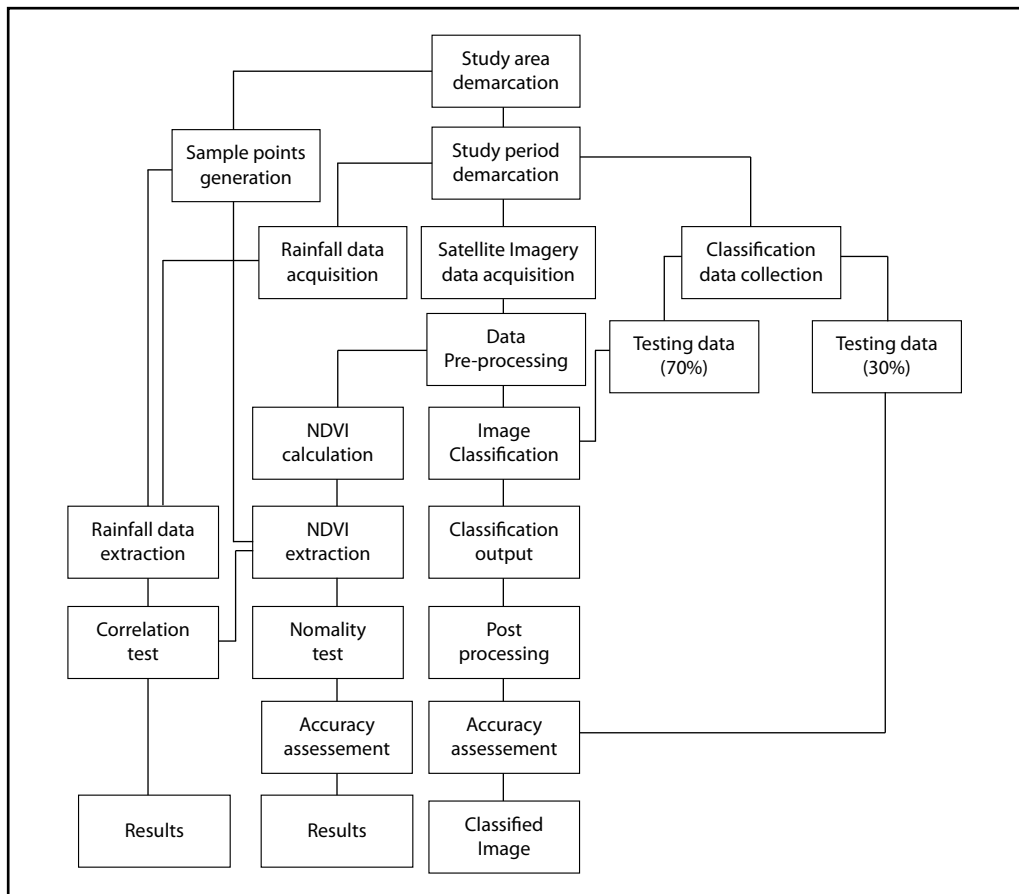 Study area
demarcation
Sample points
generation
Study period
demarcation
Rainfall data
acquisition
Satellite Imagery
data acquisition
Classification
data collection
Data
Pre-processing
Testing data
(70%)
Testing data
(30%)
NDVI
calculation
Image
Classification
Rainfall data
extraction
NDVI
extraction
Classification
output
Correlation
test
Nomality
test
Post
processing
Accuracy
assessement
Accuracy
assessement
Results
Results
Classified
Image